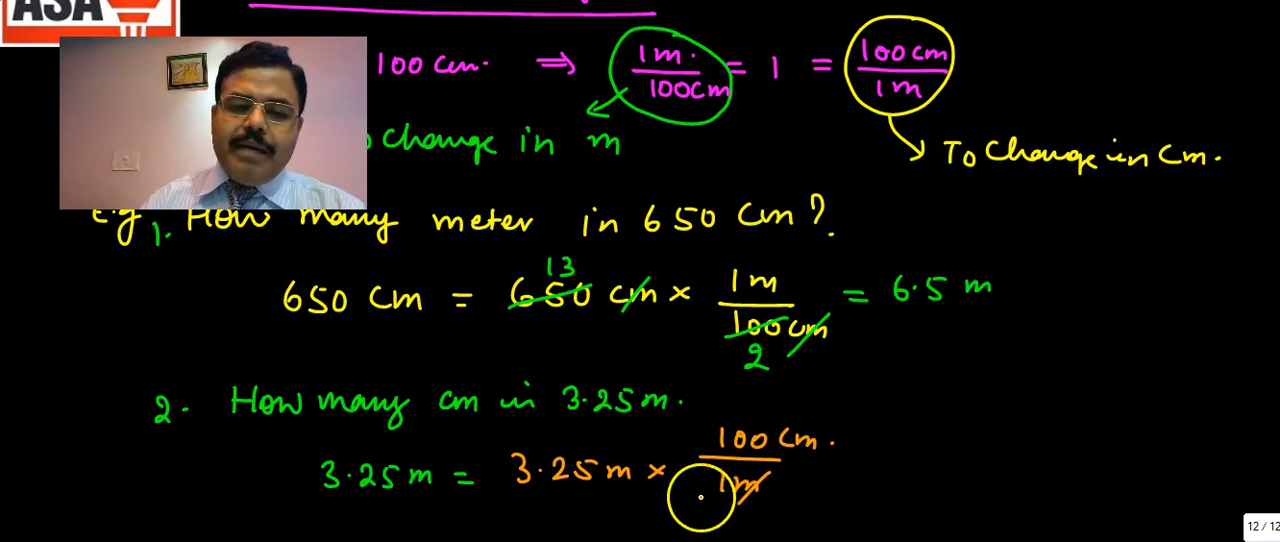 ASA
100 cm. ⇒ 1m. / 100cm = 1 = 100cm / 1m
change in m
To Change in Cm.
E.g 1. How many meter in 650 Cm?
650 Cm = 650 cm × 1m / 100cm = 6.5 m
13
2
2. How many cm in 3.25m.
3.25m = 3.25m × 100 Cm. / 1m
12 / 12